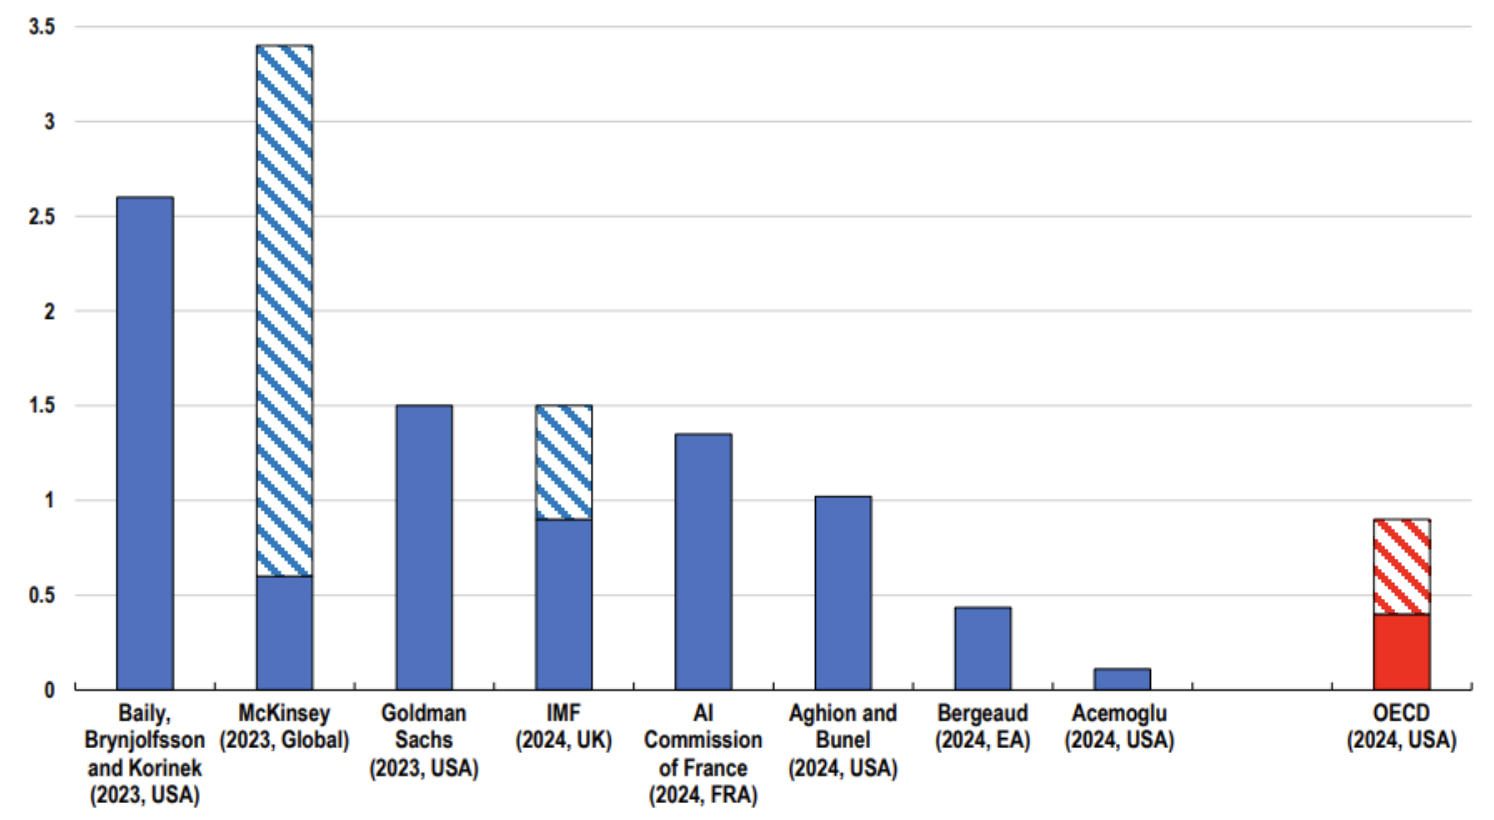 3.5
3
2.5
2
1.5
1
0.5
0
Baily,
Brynjolfsson
and Korinek
(2023, USA)
McKinsey
(2023, Global)
Goldman
Sachs
(2023, USA)
IMF
(2024, UK)
AI
Commission
of France
(2024, FRA)
Aghion and
Bunel
(2024, USA)
Bergeaud
(2024, EA)
Acemoglu
(2024, USA)
OECD
(2024, USA)